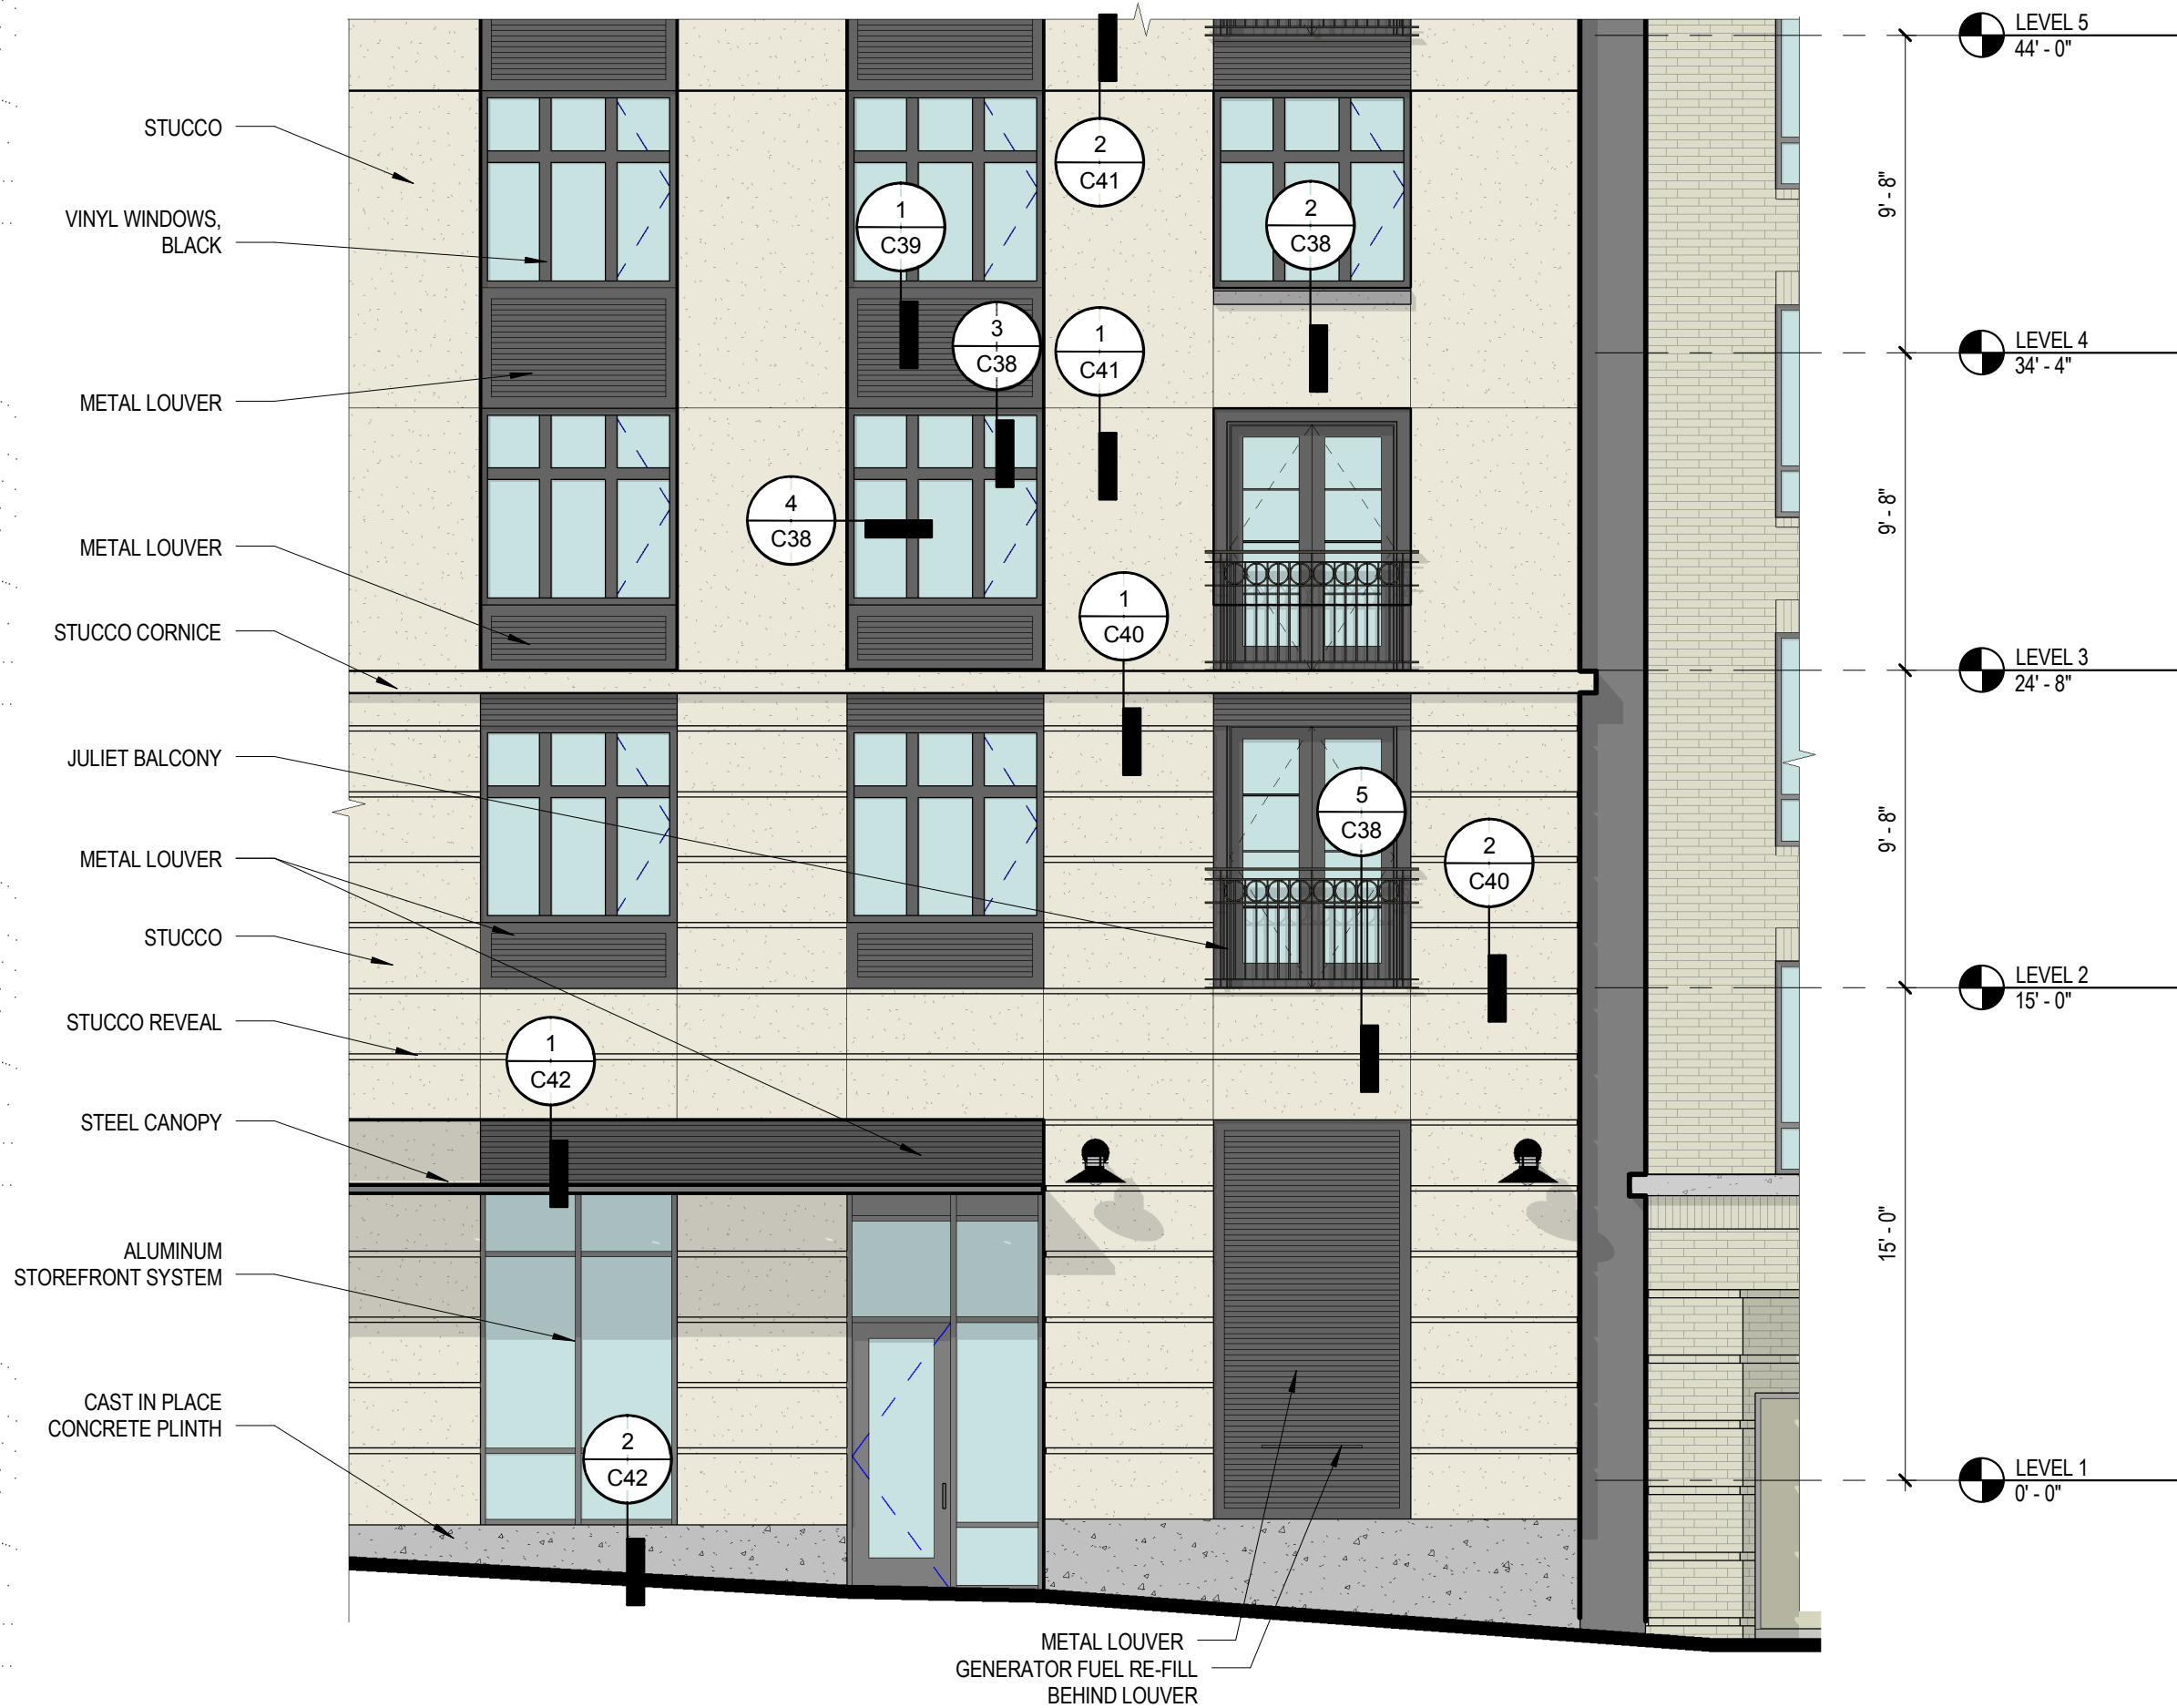 STUCCO
VINYL WINDOWS,
BLACK
METAL LOUVER
METAL LOUVER
STUCCO CORNICE
JULIET BALCONY
METAL LOUVER
STUCCO
STUCCO REVEAL
STEEL CANOPY
ALUMINUM
STOREFRONT SYSTEM
CAST IN PLACE
CONCRETE PLINTH
2
C41
1
C39
2
C38
3
C38
1
C41
4
C38
1
C40
5
C38
2
C40
1
C42
2
C42
METAL LOUVER
GENERATOR FUEL RE-FILL
BEHIND LOUVER
9' - 8"
9' - 8"
9' - 8"
15' - 0"
LEVEL 5
44' - 0"
LEVEL 4
34' - 4"
LEVEL 3
24' - 8"
LEVEL 2
15' - 0"
LEVEL 1
0' - 0"